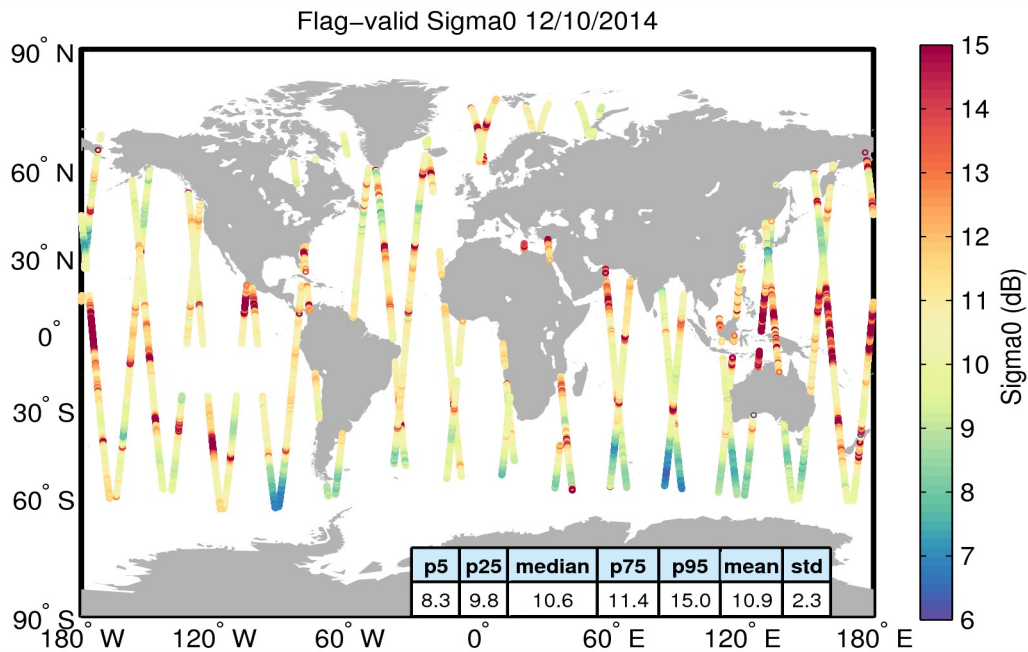 Flag−valid Sigma0 12/10/2014
90° N
60° N
30° N
0°
30° S
60° S
90° S
180° W
120° W
60° W
0°
60° E
120° E
180° E
p5 p25 median p75 p95 mean std
8.3 9.8 10.6 11.4 15.0 10.9 2.3
15
14
13
12
11
10
9
8
7
6
Sigma0 (dB)